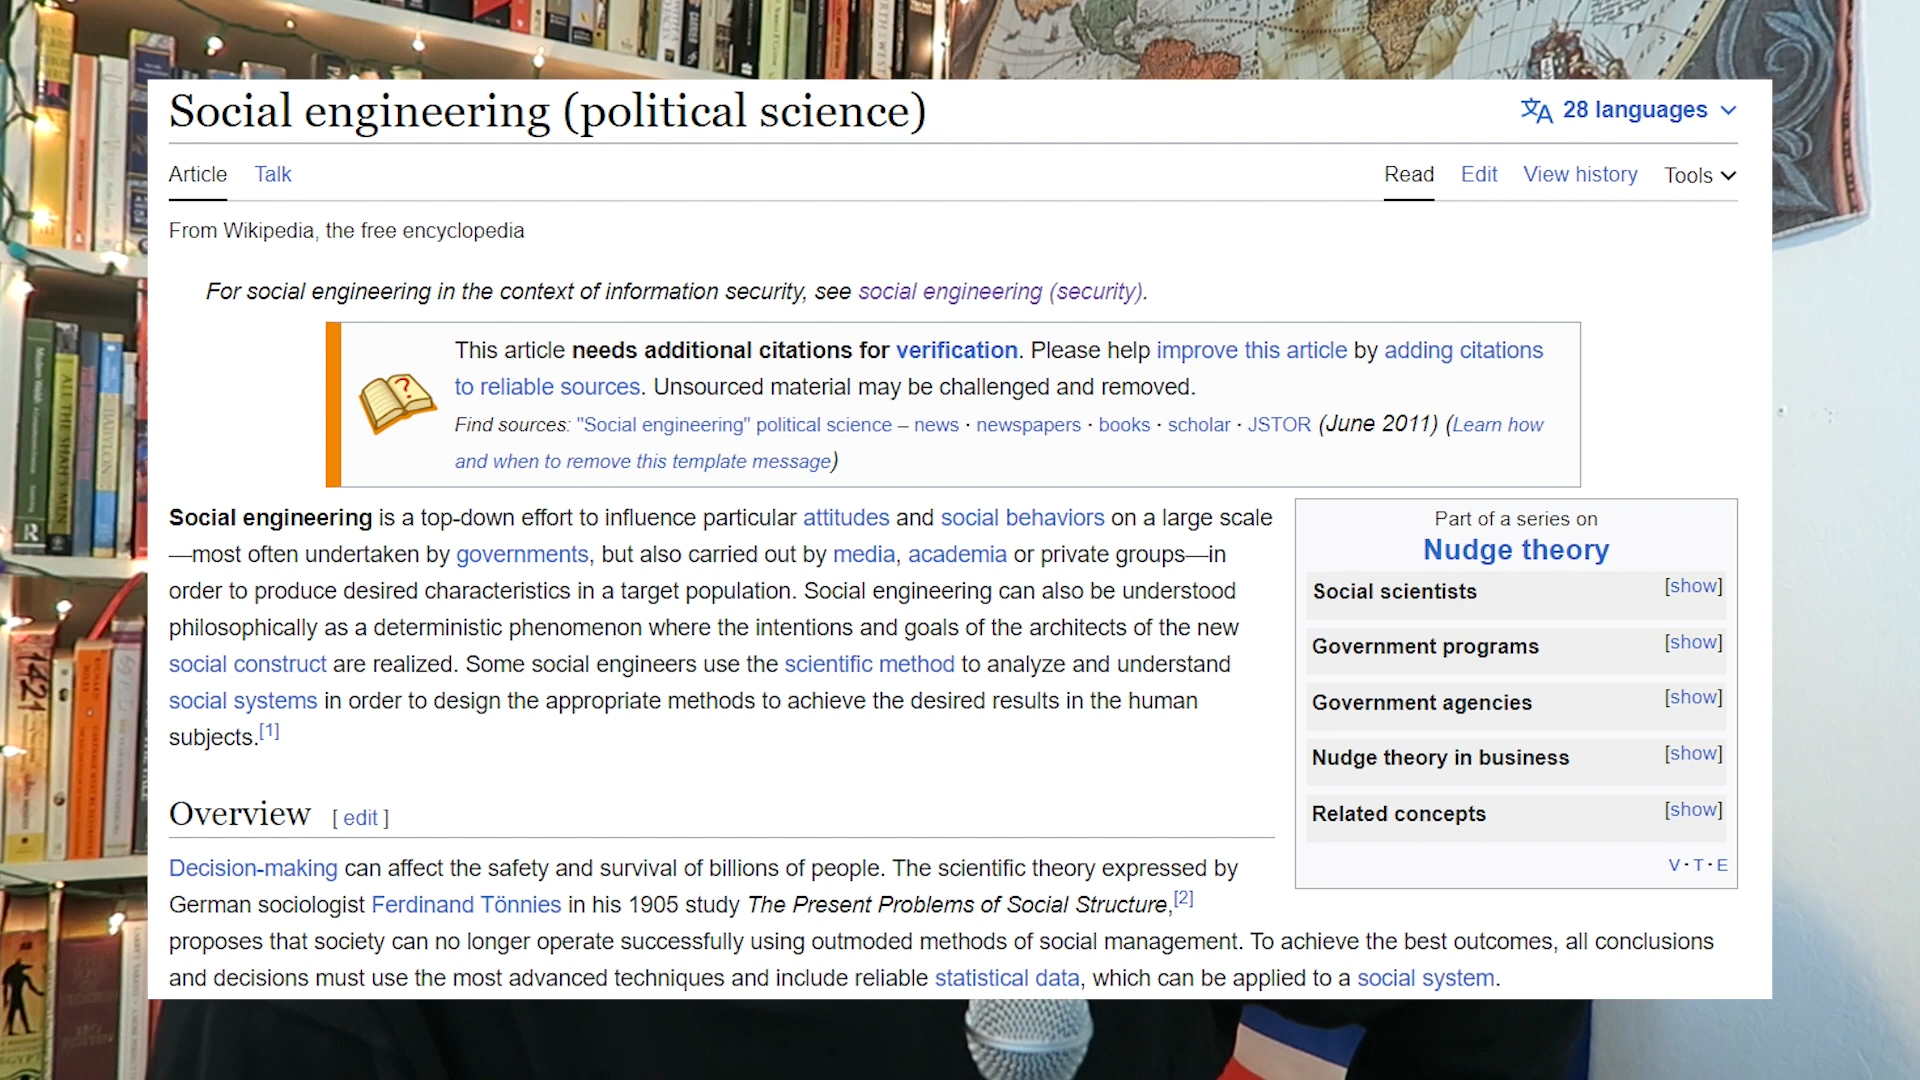 Social engineering (political science)
28 languages
Article Talk
Read Edit View history Tools
From Wikipedia, the free encyclopedia
For social engineering in the context of information security, see social engineering (security).
This article needs additional citations for verification. Please help improve this article by adding citations
to reliable sources. Unsourced material may be challenged and removed.
Find sources: "Social engineering" political science – news · newspapers · books · scholar · JSTOR (June 2011) (Learn how
and when to remove this template message)
Social engineering is a top-down effort to influence particular attitudes and social behaviors on a large scale
—most often undertaken by governments, but also carried out by media, academia or private groups—in
order to produce desired characteristics in a target population. Social engineering can also be understood
philosophically as a deterministic phenomenon where the intentions and goals of the architects of the new
social construct are realized. Some social engineers use the scientific method to analyze and understand
social systems in order to design the appropriate methods to achieve the desired results in the human
subjects.[1]
Part of a series on
Nudge theory
Social scientists [show]
Government programs [show]
Government agencies [show]
Nudge theory in business [show]
Related concepts [show]
V · T · E
Overview [ edit ]
Decision-making can affect the safety and survival of billions of people. The scientific theory expressed by
German sociologist Ferdinand Tönnies in his 1905 study The Present Problems of Social Structure,[2]
proposes that society can no longer operate successfully using outmoded methods of social management. To achieve the best outcomes, all conclusions
and decisions must use the most advanced techniques and include reliable statistical data, which can be applied to a social system.
ALL THE SHAH'S MEN
BABYLON
1421
R